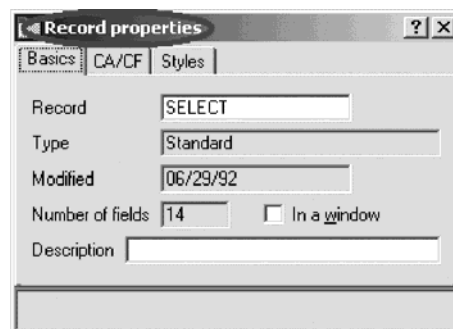 Record properties
Basics CA/CF Styles
Record SELECT
Type Standard
Modified 06/29/92
Number of fields 14 In a window
Description